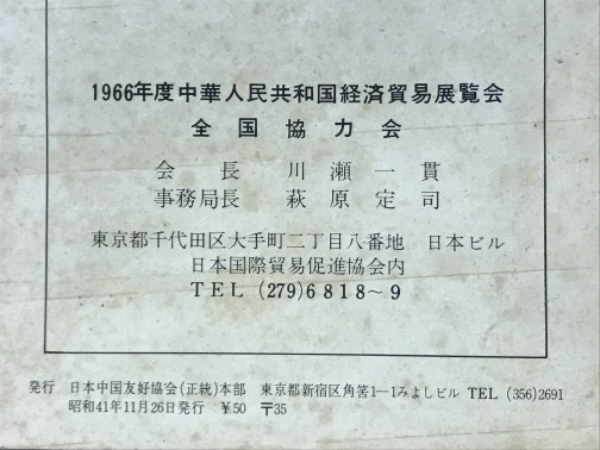 1966年度中華人民共和国経済貿易展覧会
全国協力会
会長 川瀬一貫
事務局長 萩原定司
東京都千代田区大手町二丁目八番地 日本ビル
日本国際貿易促進協会内
TEL (279)6818~9
発行 日本中国友好協会(正統)本部 東京都新宿区角筈1-1みよしビル TEL (356)2691
昭和41年11月26日発行 ¥50 〒35